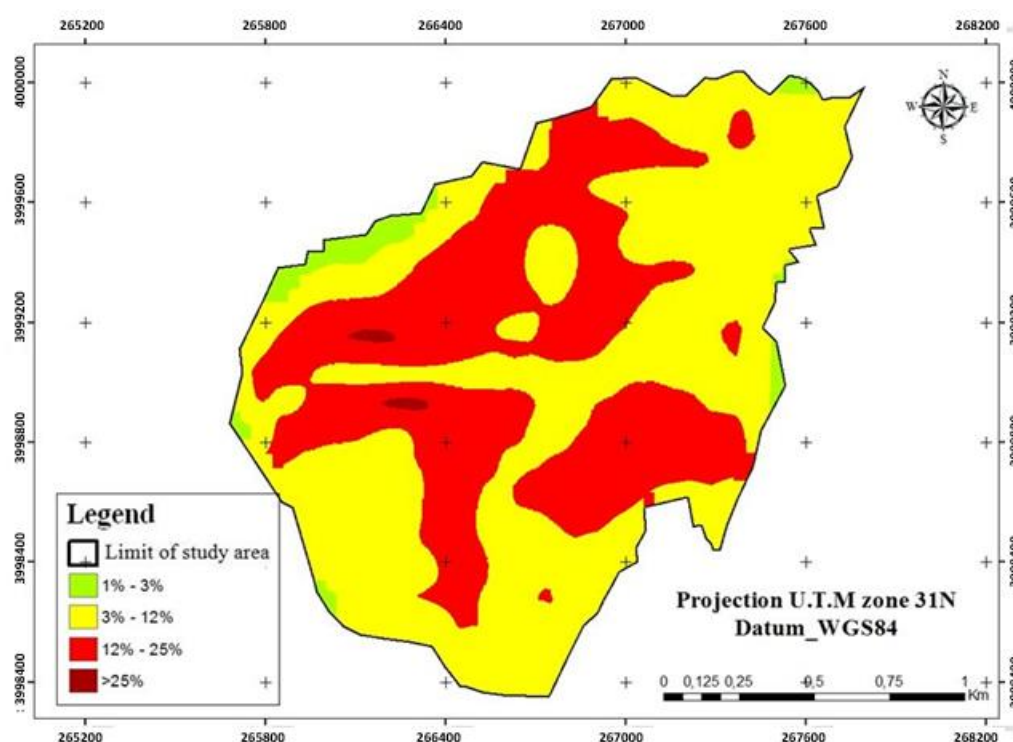 265200 265800 266400 267000 267600 268200
4000000
3999600
3999200
3998800
3998400
3998400
N
W E
S
Legend
Limit of study area
1% - 3%
3% - 12%
12% - 25%
>25%
Projection U.T.M zone 31N
Datum_WGS84
0 0,125 0,25 0,5 0,75 1
Km
265200 265800 266400 267000 267600 268200